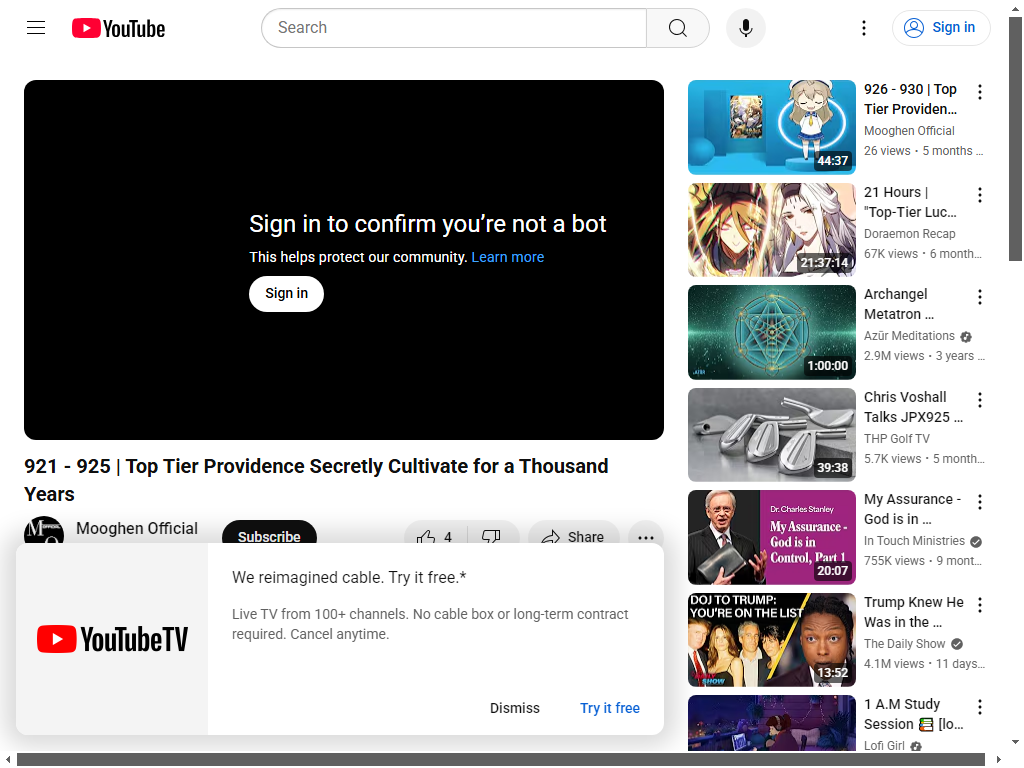 YouTube
Search
Sign in
Sign in to confirm you’re not a bot
This helps protect our community. Learn more
Sign in
921 - 925 | Top Tier Providence Secretly Cultivate for a Thousand
Years
Mooghen Official
Subscribe
4
Share
YouTubeTV
We reimagined cable. Try it free.*
Live TV from 100+ channels. No cable box or long-term contract
required. Cancel anytime.
Dismiss
Try it free
44:37
926 - 930 | Top
Tier Providen...
Mooghen Official
26 views • 5 months ...
21:37:14
21 Hours |
"Top-Tier Luc...
Doraemon Recap
67K views • 6 month...
1:00:00
Archangel
Metatron ...
Azūr Meditations
2.9M views • 3 years ...
39:38
Chris Voshall
Talks JPX925 ...
THP Golf TV
5.7K views • 5 month...
Dr. Charles Stanley
My Assurance -
God is in
Control, Part 1
20:07
My Assurance -
God is in ...
In Touch Ministries
755K views • 9 mont...
DOJ TO TRUMP:
YOU'RE ON THE LIST
13:52
Trump Knew He
Was in the ...
The Daily Show
4.1M views • 11 days...
1 A.M Study
Session 📚 [lo...
Lofi Girl